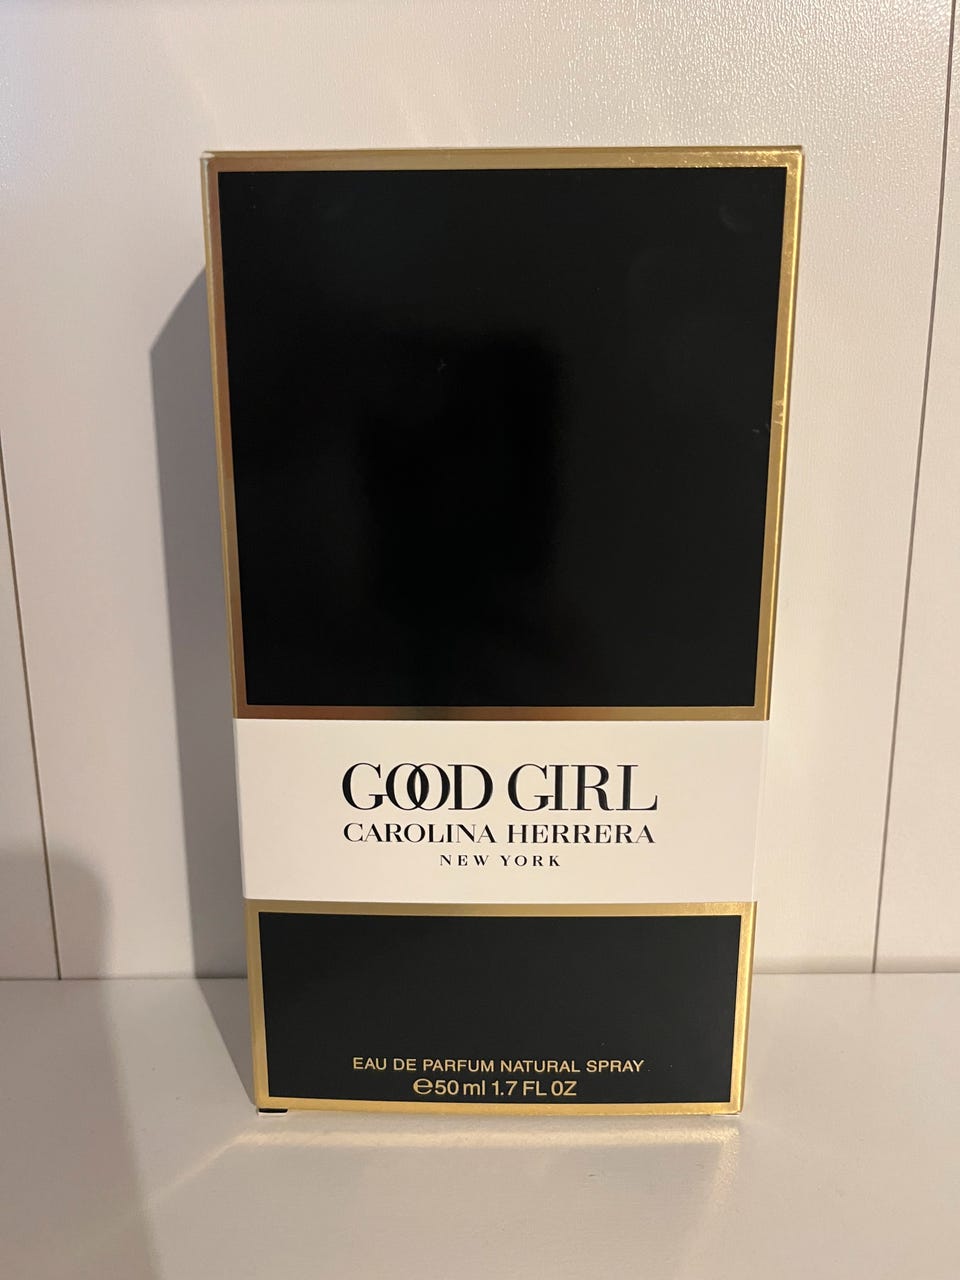 GOOD GIRL
CAROLINA HERRERA
NEW YORK
EAU DE PARFUM NATURAL SPRAY
℮50 ml 1.7 FL OZ